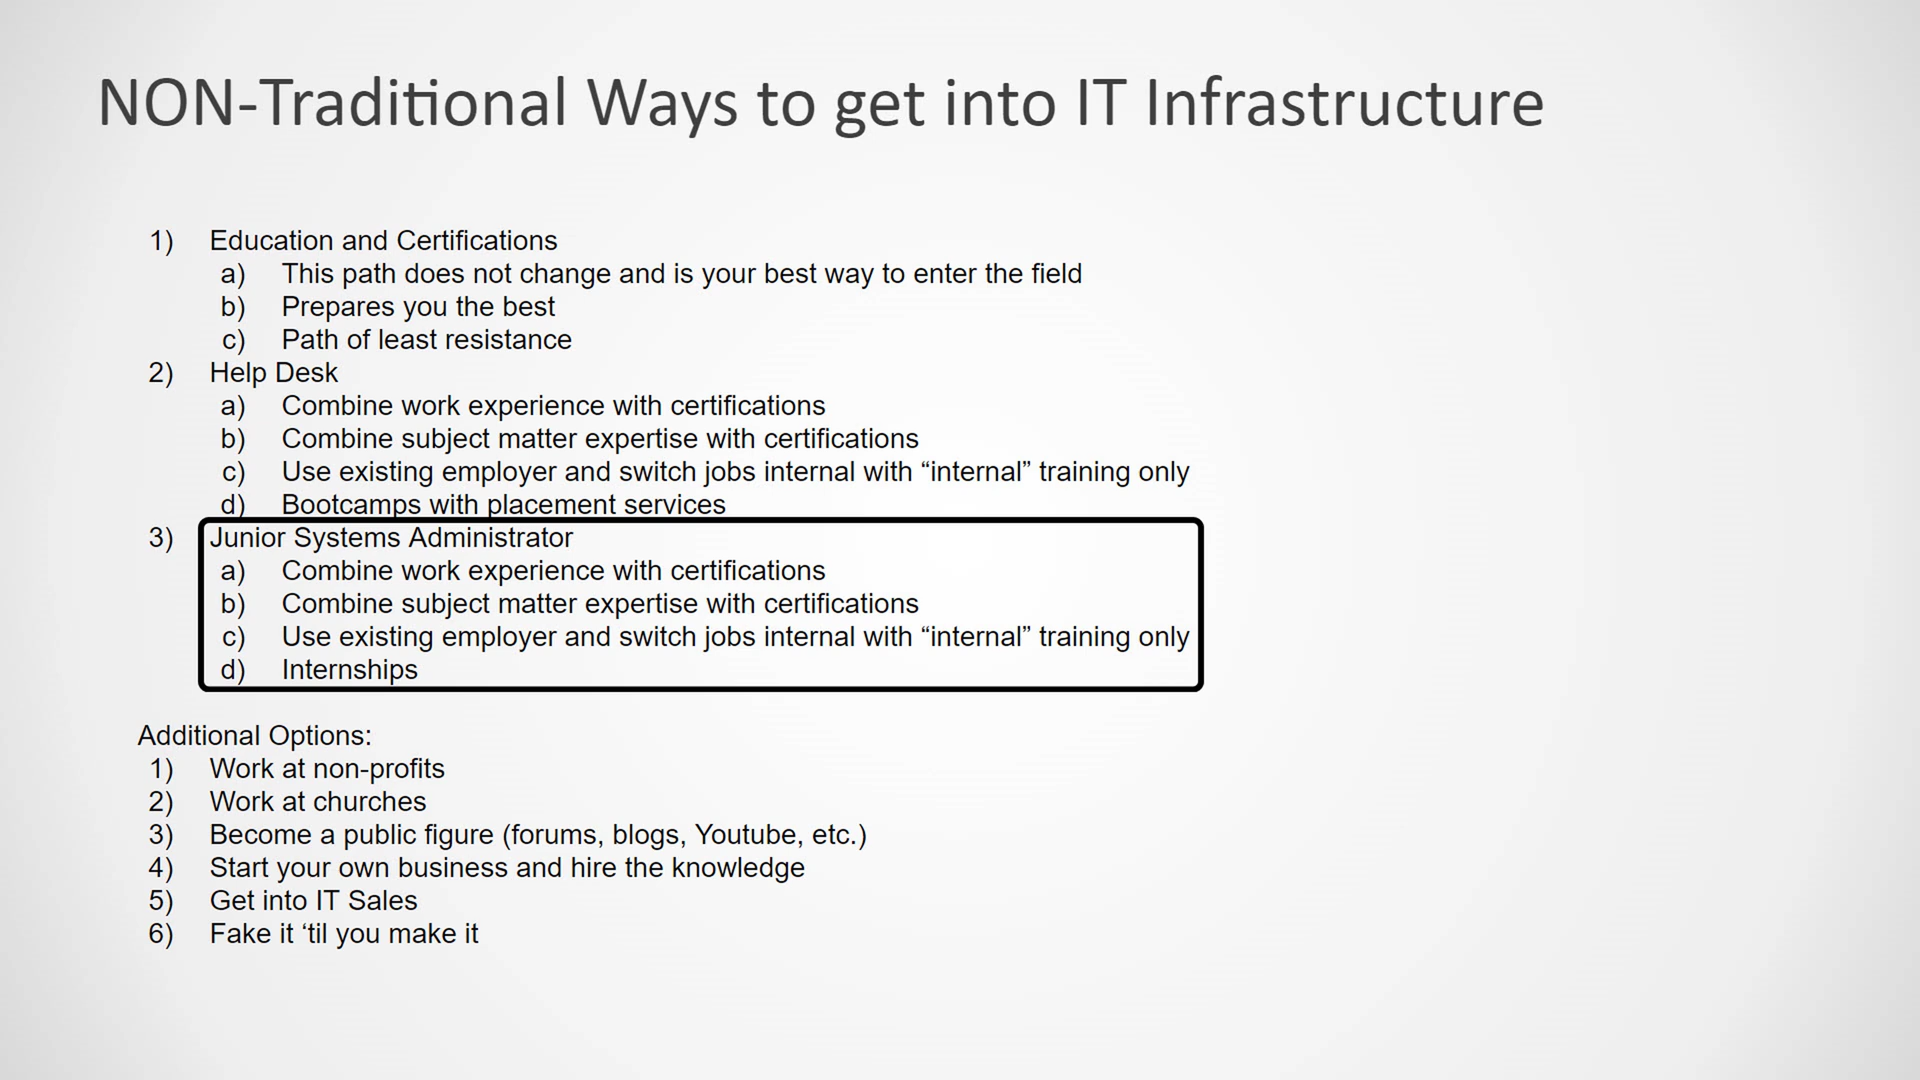 NON-Traditional Ways to get into IT Infrastructure
1) Education and Certifications
a) This path does not change and is your best way to enter the field
b) Prepares you the best
c) Path of least resistance
2) Help Desk
a) Combine work experience with certifications
b) Combine subject matter expertise with certifications
c) Use existing employer and switch jobs internal with “internal” training only
d) Bootcamps with placement services
3) Junior Systems Administrator
a) Combine work experience with certifications
b) Combine subject matter expertise with certifications
c) Use existing employer and switch jobs internal with “internal” training only
d) Internships
Additional Options:
1) Work at non-profits
2) Work at churches
3) Become a public figure (forums, blogs, Youtube, etc.)
4) Start your own business and hire the knowledge
5) Get into IT Sales
6) Fake it ‘til you make it